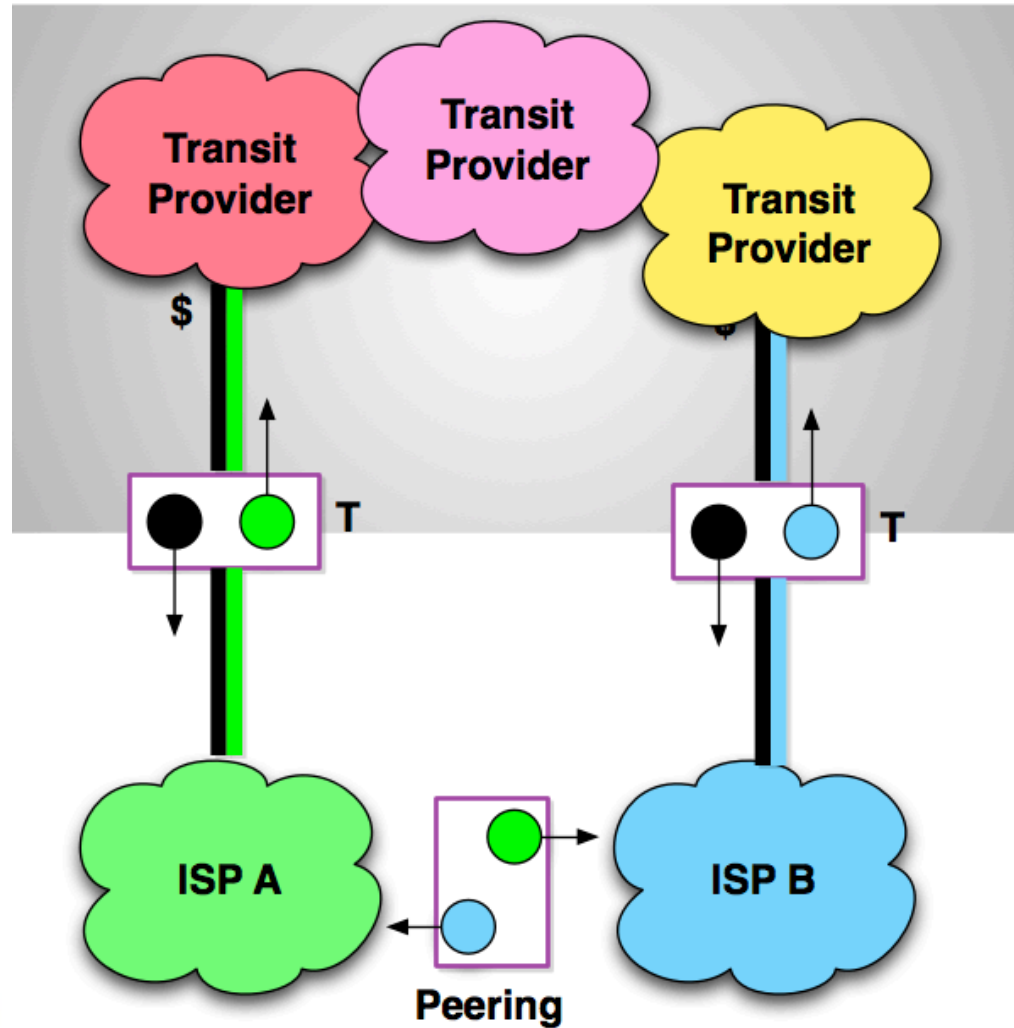 Transit
Provider
Transit
Provider
Transit
Provider
$
$
T
T
ISP A
ISP B
Peering